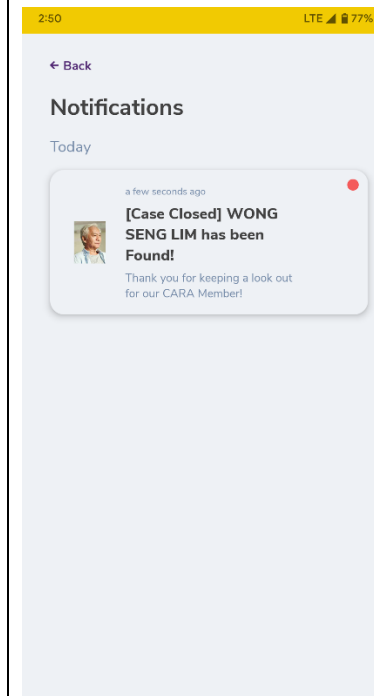 2:50 LTE 77%
← Back
Notifications
Today
a few seconds ago
[Case Closed] WONG
SENG LIM has been
Found!
Thank you for keeping a look out
for our CARA Member!